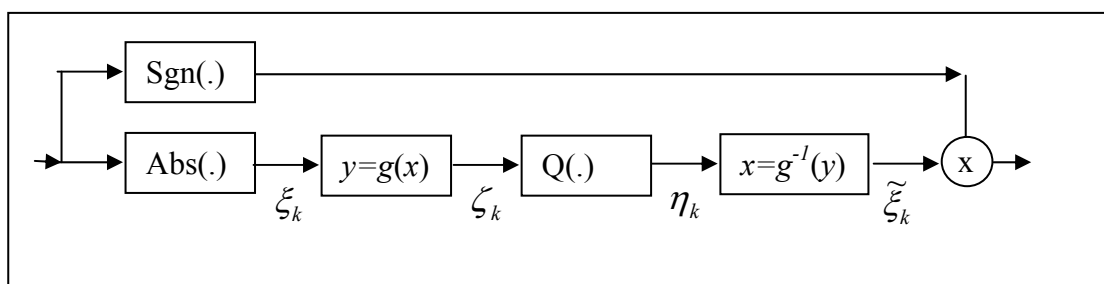 Sgn(.)
Abs(.)
y=g(x)
Q(.)
x=g⁻¹(y)
x
ξₖ
ζₖ
ηₖ
ξ̃ₖ